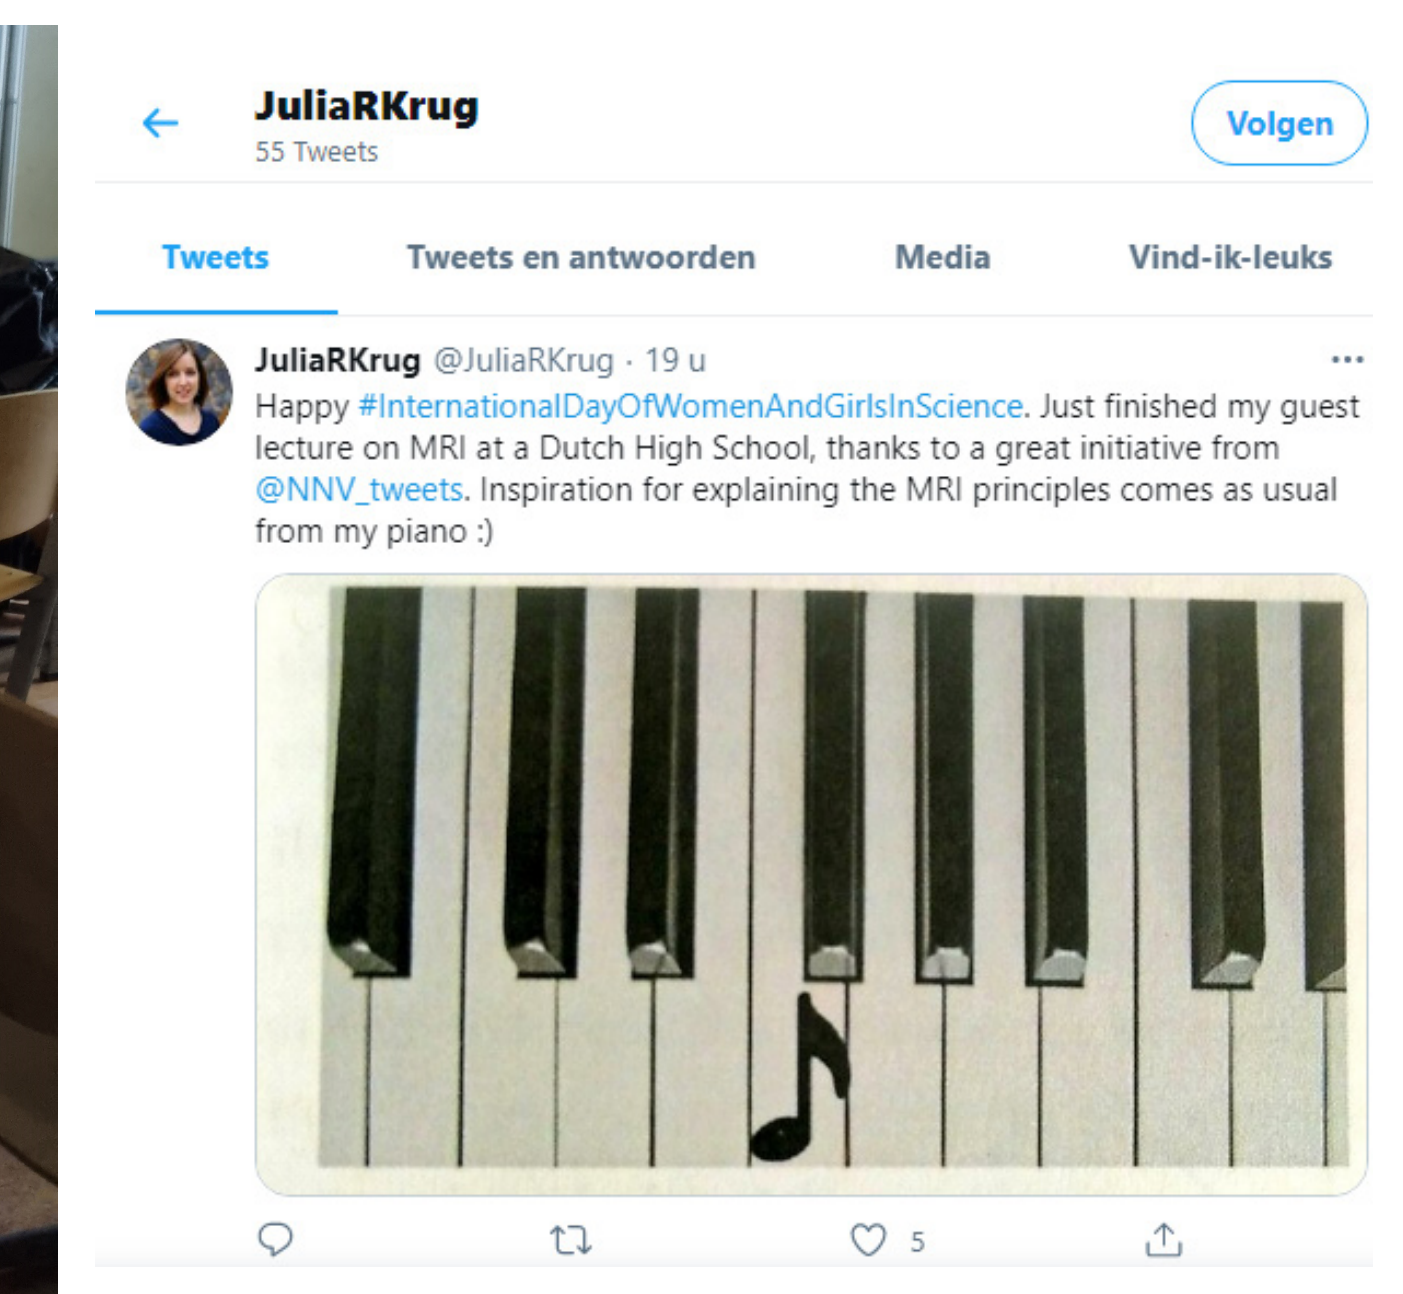 JuliaRKrug
55 Tweets
Volgen
Tweets
Tweets en antwoorden
Media
Vind-ik-leuks
JuliaRKrug @JuliaRKrug · 19 u
Happy #InternationalDayOfWomenAndGirlsInScience. Just finished my guest
lecture on MRI at a Dutch High School, thanks to a great initiative from
@NNV_tweets. Inspiration for explaining the MRI principles comes as usual
from my piano :)
5